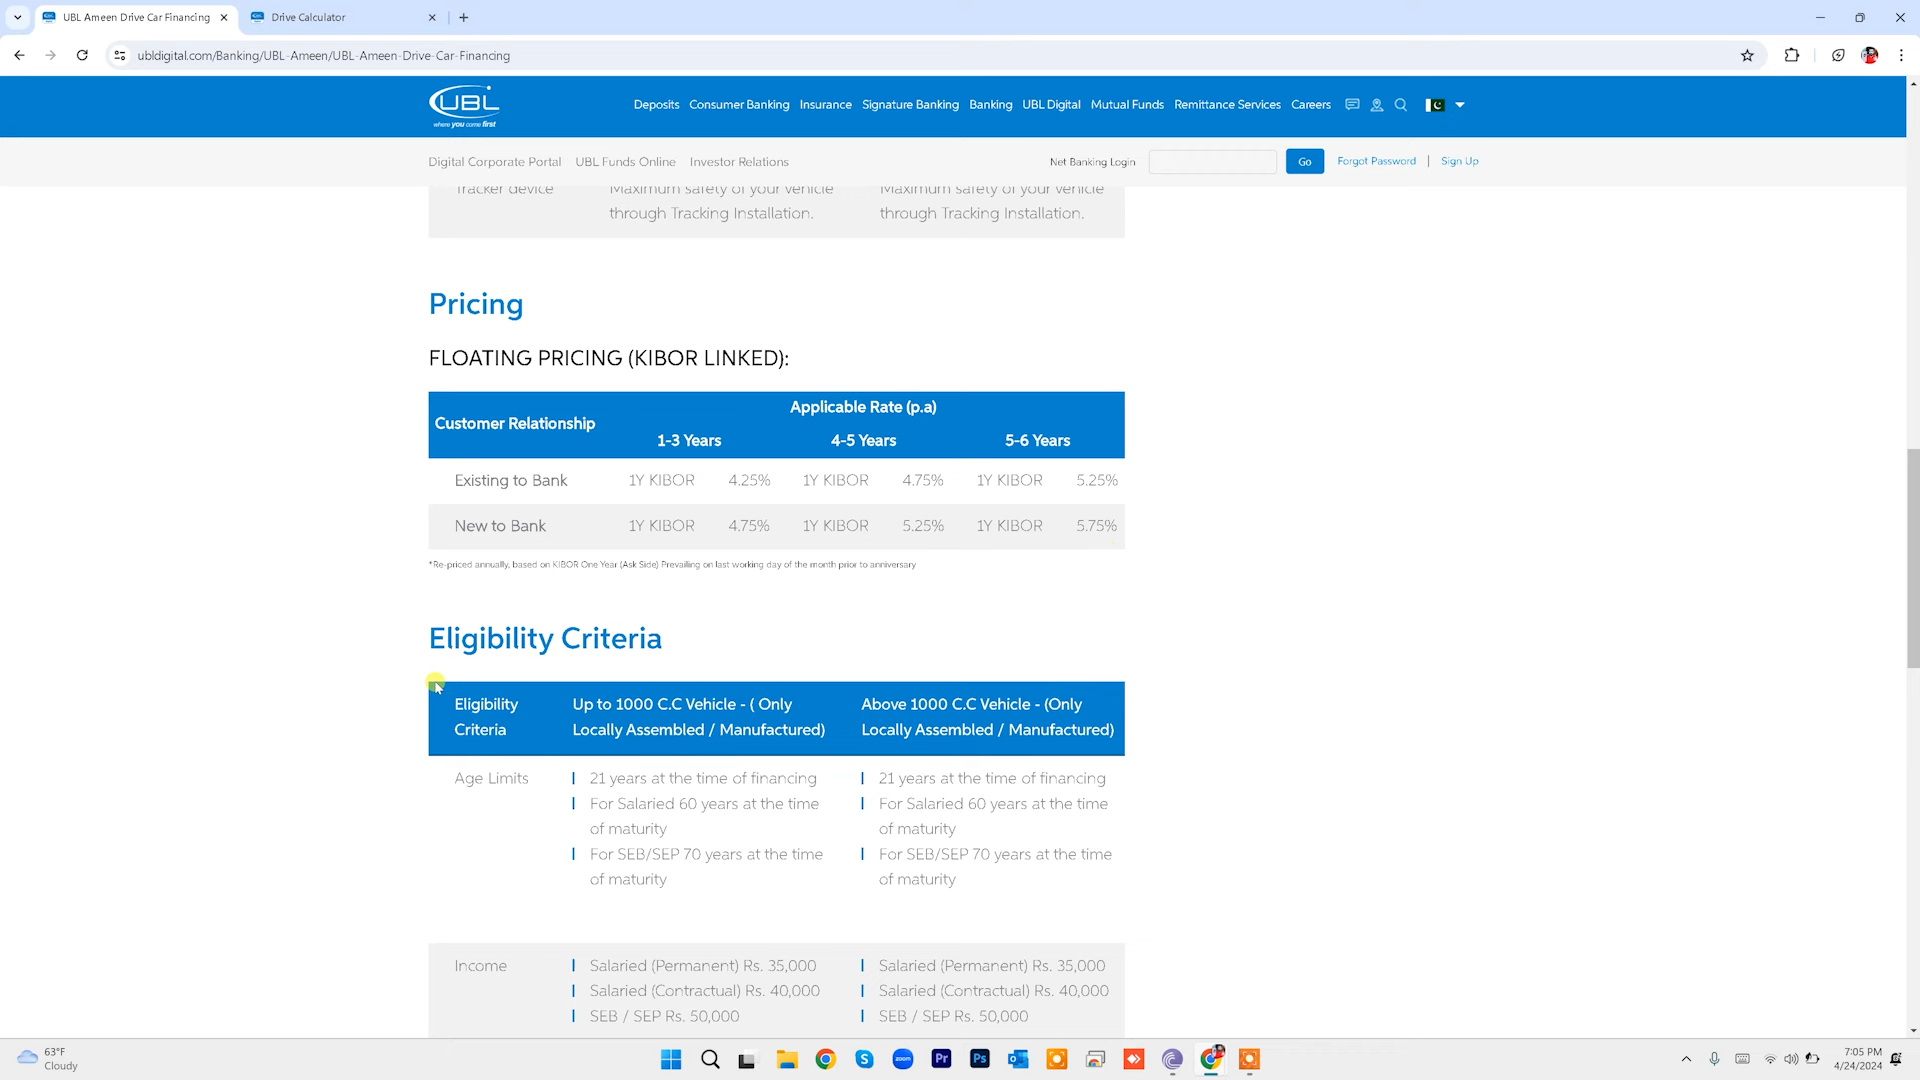 UBL Ameen Drive Car Financing
Drive Calculator
ubldigital.com/Banking/UBL-Ameen/UBL-Ameen-Drive-Car-Financing
UBL
where you come first
Deposits Consumer Banking Insurance Signature Banking Banking UBL Digital Mutual Funds Remittance Services Careers
Digital Corporate Portal UBL Funds Online Investor Relations
Net Banking Login Go Forgot Password | Sign Up
Tracker device Maximum safety of your vehicle Maximum safety of your vehicle
through Tracking Installation. through Tracking Installation.
Pricing
FLOATING PRICING (KIBOR LINKED):
Customer Relationship Applicable Rate (p.a)
1-3 Years 4-5 Years 5-6 Years
Existing to Bank 1Y KIBOR 4.25% 1Y KIBOR 4.75% 1Y KIBOR 5.25%
New to Bank 1Y KIBOR 4.75% 1Y KIBOR 5.25% 1Y KIBOR 5.75%
*Re-priced annually, based on KIBOR One Year (Ask Side) Prevailing on last working day of the month prior to anniversary
Eligibility Criteria
Eligibility Up to 1000 C.C Vehicle - ( Only Above 1000 C.C Vehicle - (Only
Criteria Locally Assembled / Manufactured) Locally Assembled / Manufactured)
Age Limits 21 years at the time of financing 21 years at the time of financing
For Salaried 60 years at the time For Salaried 60 years at the time
of maturity of maturity
For SEB/SEP 70 years at the time For SEB/SEP 70 years at the time
of maturity of maturity
Income Salaried (Permanent) Rs. 35,000 Salaried (Permanent) Rs. 35,000
Salaried (Contractual) Rs. 40,000 Salaried (Contractual) Rs. 40,000
SEB / SEP Rs. 50,000 SEB / SEP Rs. 50,000
63°F
Cloudy
zoom
Pr
Ps
7:05 PM
4/24/2024